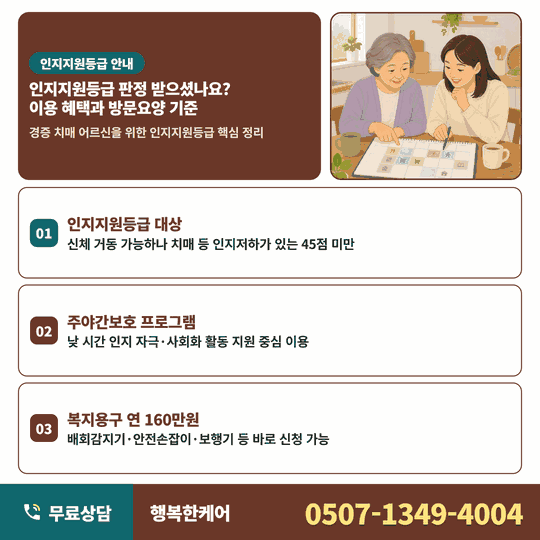 인지지원등급 안내
인지지원등급 판정 받으셨나요?
이용 혜택과 방문요양 기준
경증 치매 어르신을 위한 인지지원등급 핵심 정리
01
인지지원등급 대상
신체 거동 가능하나 치매 등 인지저하가 있는 45점 미만
02
주야간보호 프로그램
낮 시간 인지 자극·사회화 활동 지원 중심 이용
03
복지용구 연 160만원
배회감지기·안전손잡이·보행기 등 바로 신청 가능
무료상담
행복한케어
0507-1349-4004